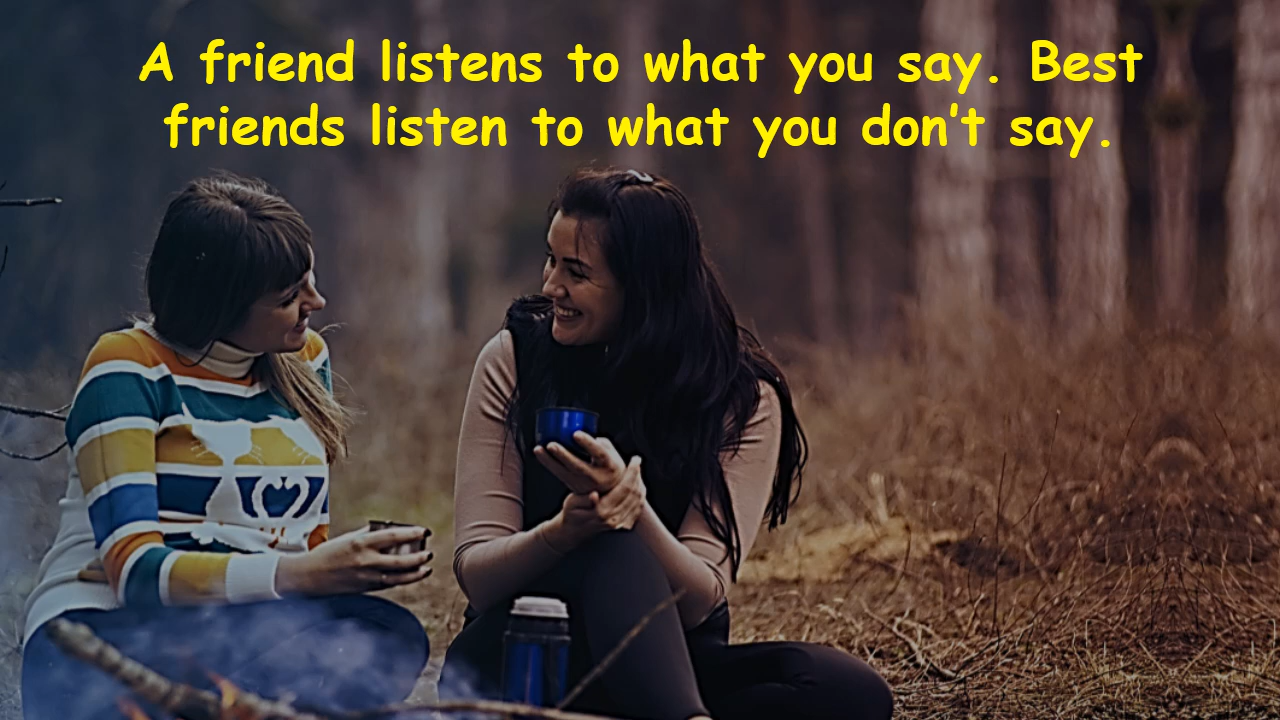 A friend listens to what you say. Best
friends listen to what you don't say.